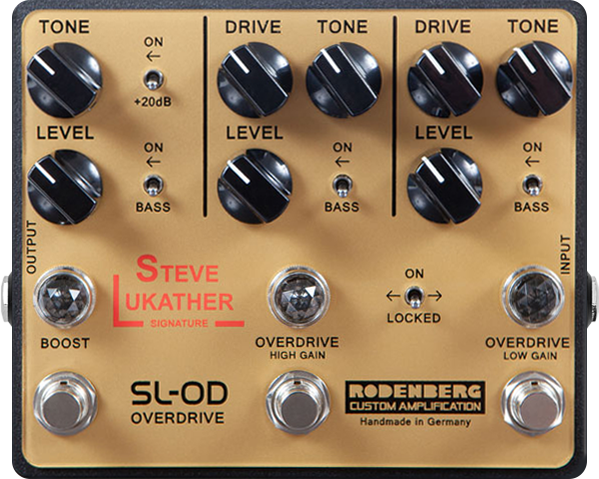 TONE
ON
+20dB
LEVEL
ON
BASS
OUTPUT
DRIVE TONE
LEVEL
ON
BASS
DRIVE TONE
LEVEL
ON
BASS
INPUT
STEVE
LUKATHER
SIGNATURE
ON
LOCKED
BOOST
OVERDRIVE
HIGH GAIN
OVERDRIVE
LOW GAIN
SL-OD
OVERDRIVE
RODENBERG
CUSTOM AMPLIFICATION
Handmade in Germany